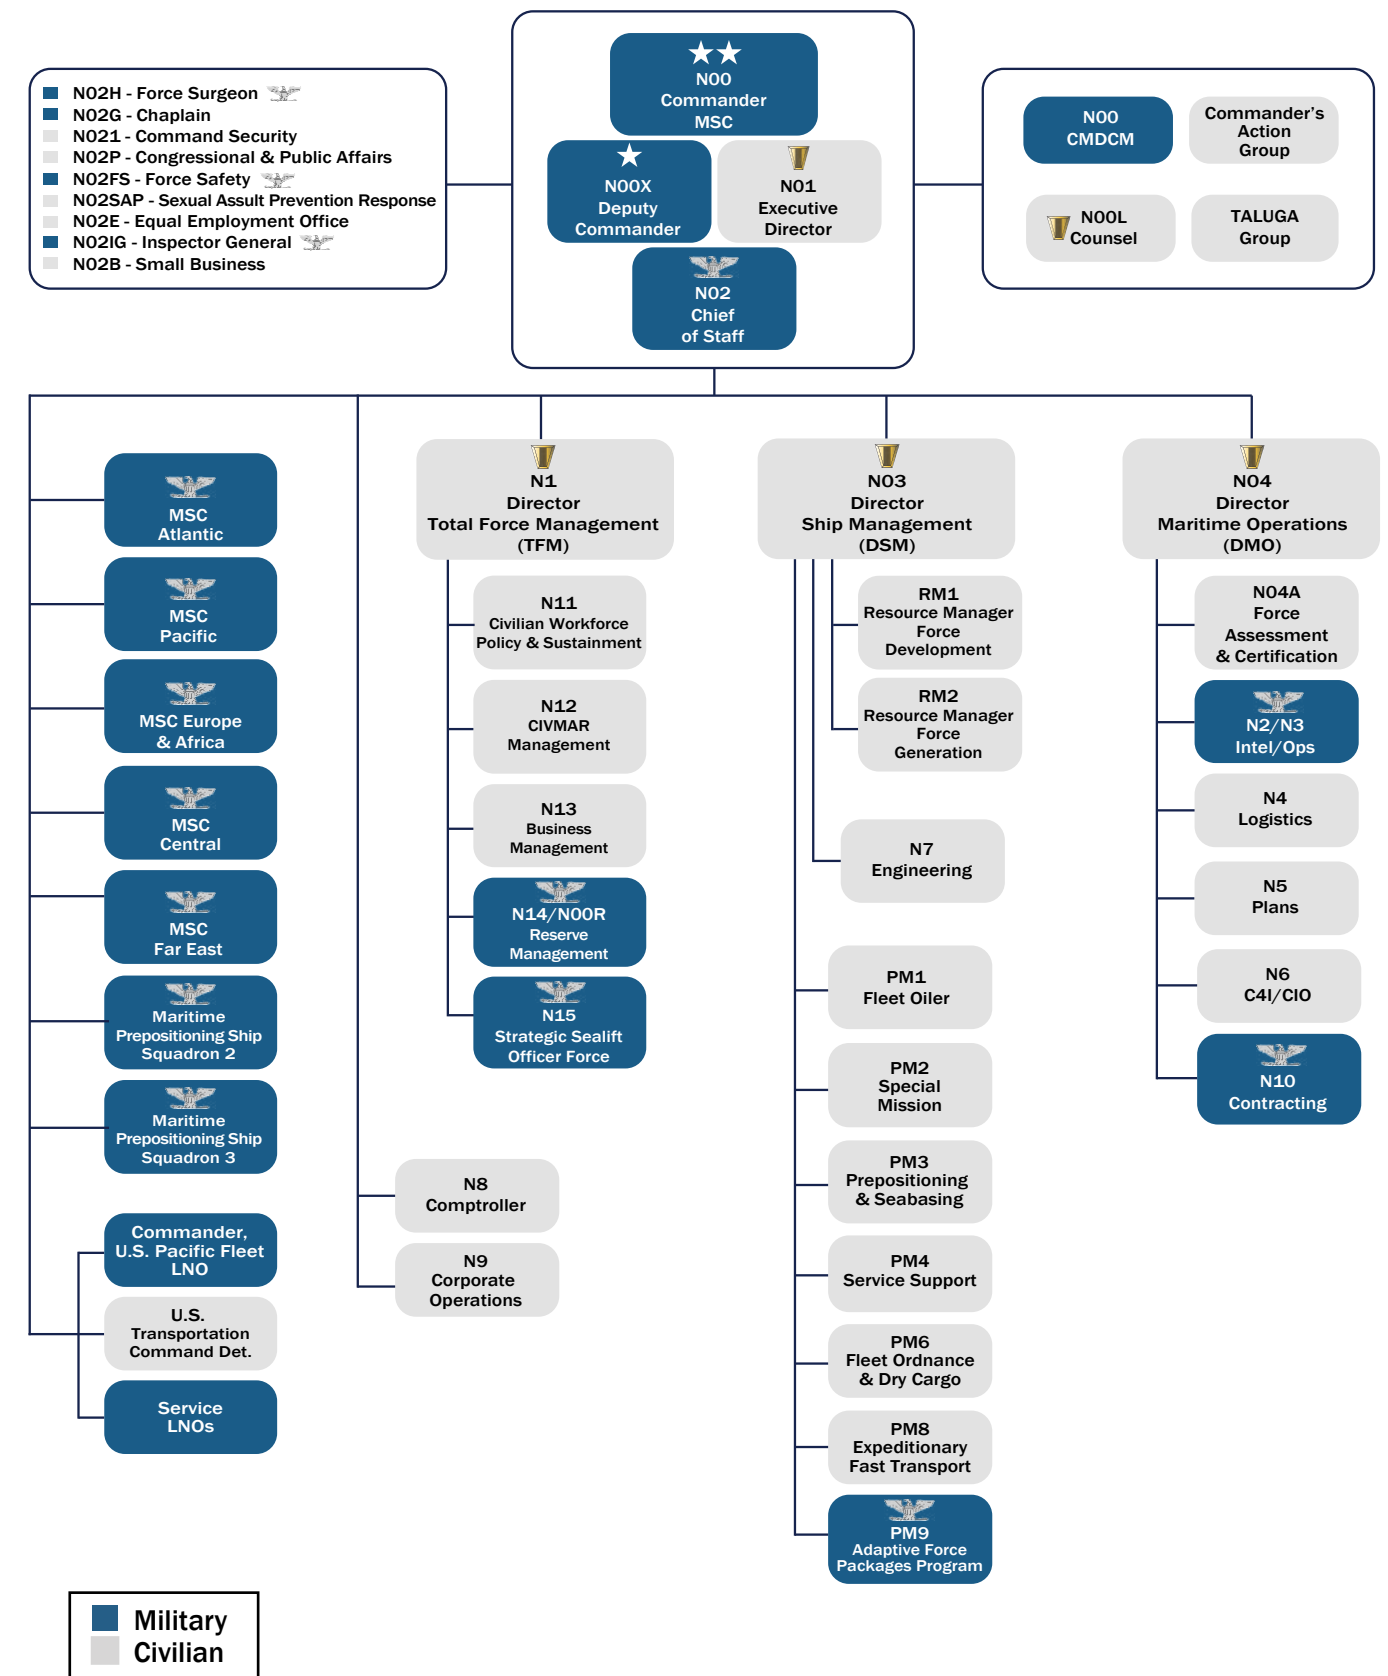 N02H - Force Surgeon
N02G - Chaplain
N021 - Command Security
N02P - Congressional & Public Affairs
N02FS - Force Safety
N02SAP - Sexual Assult Prevention Response
N02E - Equal Employment Office
N02IG - Inspector General
N02B - Small Business
N00
Commander
MSC
N00X
Deputy
Commander
N01
Executive
Director
N02
Chief
of Staff
N00
CMDCM
Commander's
Action
Group
N00L
Counsel
TALUGA
Group
MSC
Atlantic
MSC
Pacific
MSC Europe
& Africa
MSC
Central
MSC
Far East
Maritime
Prepositioning Ship
Squadron 2
Maritime
Prepositioning Ship
Squadron 3
Commander,
U.S. Pacific Fleet
LNO
U.S.
Transportation
Command Det.
Service
LNOs
N8
Comptroller
N9
Corporate
Operations
N1
Director
Total Force Management
(TFM)
N11
Civilian Workforce
Policy & Sustainment
N12
CIVMAR
Management
N13
Business
Management
N14/N00R
Reserve
Management
N15
Strategic Sealift
Officer Force
N03
Director
Ship Management
(DSM)
RM1
Resource Manager
Force
Development
RM2
Resource Manager
Force
Generation
N7
Engineering
PM1
Fleet Oiler
PM2
Special
Mission
PM3
Prepositioning
& Seabasing
PM4
Service Support
PM6
Fleet Ordnance
& Dry Cargo
PM8
Expeditionary
Fast Transport
PM9
Adaptive Force
Packages Program
N04
Director
Maritime Operations
(DMO)
N04A
Force
Assessment
& Certification
N2/N3
Intel/Ops
N4
Logistics
N5
Plans
N6
C4I/CIO
N10
Contracting
Military
Civilian